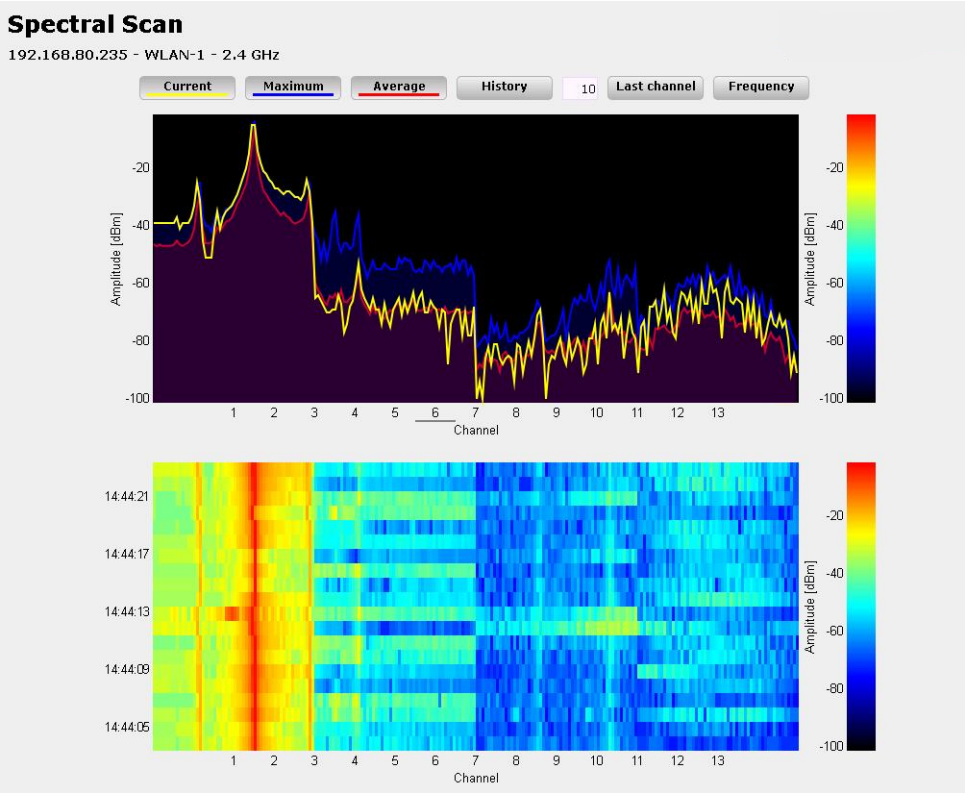 Spectral Scan
192.168.80.235 - WLAN-1 - 2.4 GHz
Current Maximum Average History 10 Last channel Frequency
-20 -20
-40 -40
-60 -60
-80 -80
-100 -100
Amplitude [dBm] Amplitude [dBm]
1 2 3 4 5 6 7 8 9 10 11 12 13
Channel
14:44:21
14:44:17
14:44:13
14:44:09
14:44:05
-20
-40
-60
-80
-100
Amplitude [dBm]
1 2 3 4 5 6 7 8 9 10 11 12 13
Channel